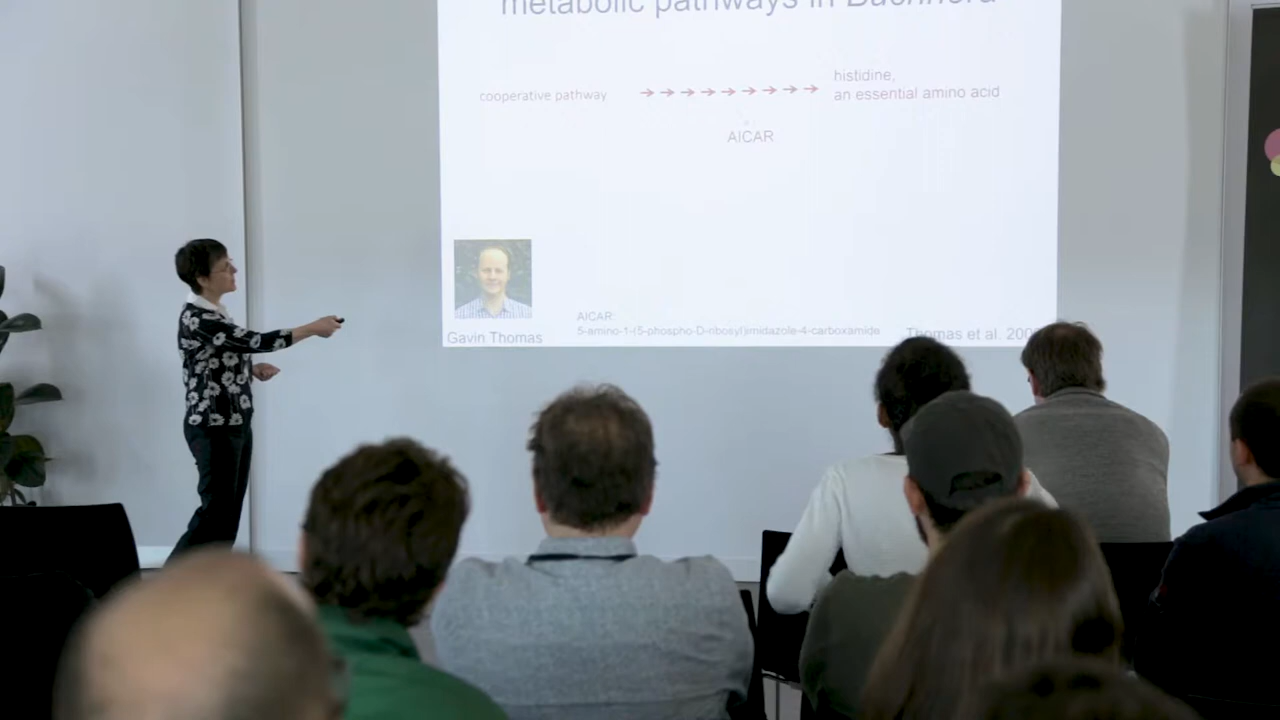 metabolic pathways in Buchnera
cooperative pathway
histidine,
an essential amino acid
AICAR
Gavin Thomas
AICAR:
5-amino-1-(5-phospho-D-ribosyl)imidazole-4-carboxamide
Thomas et al.